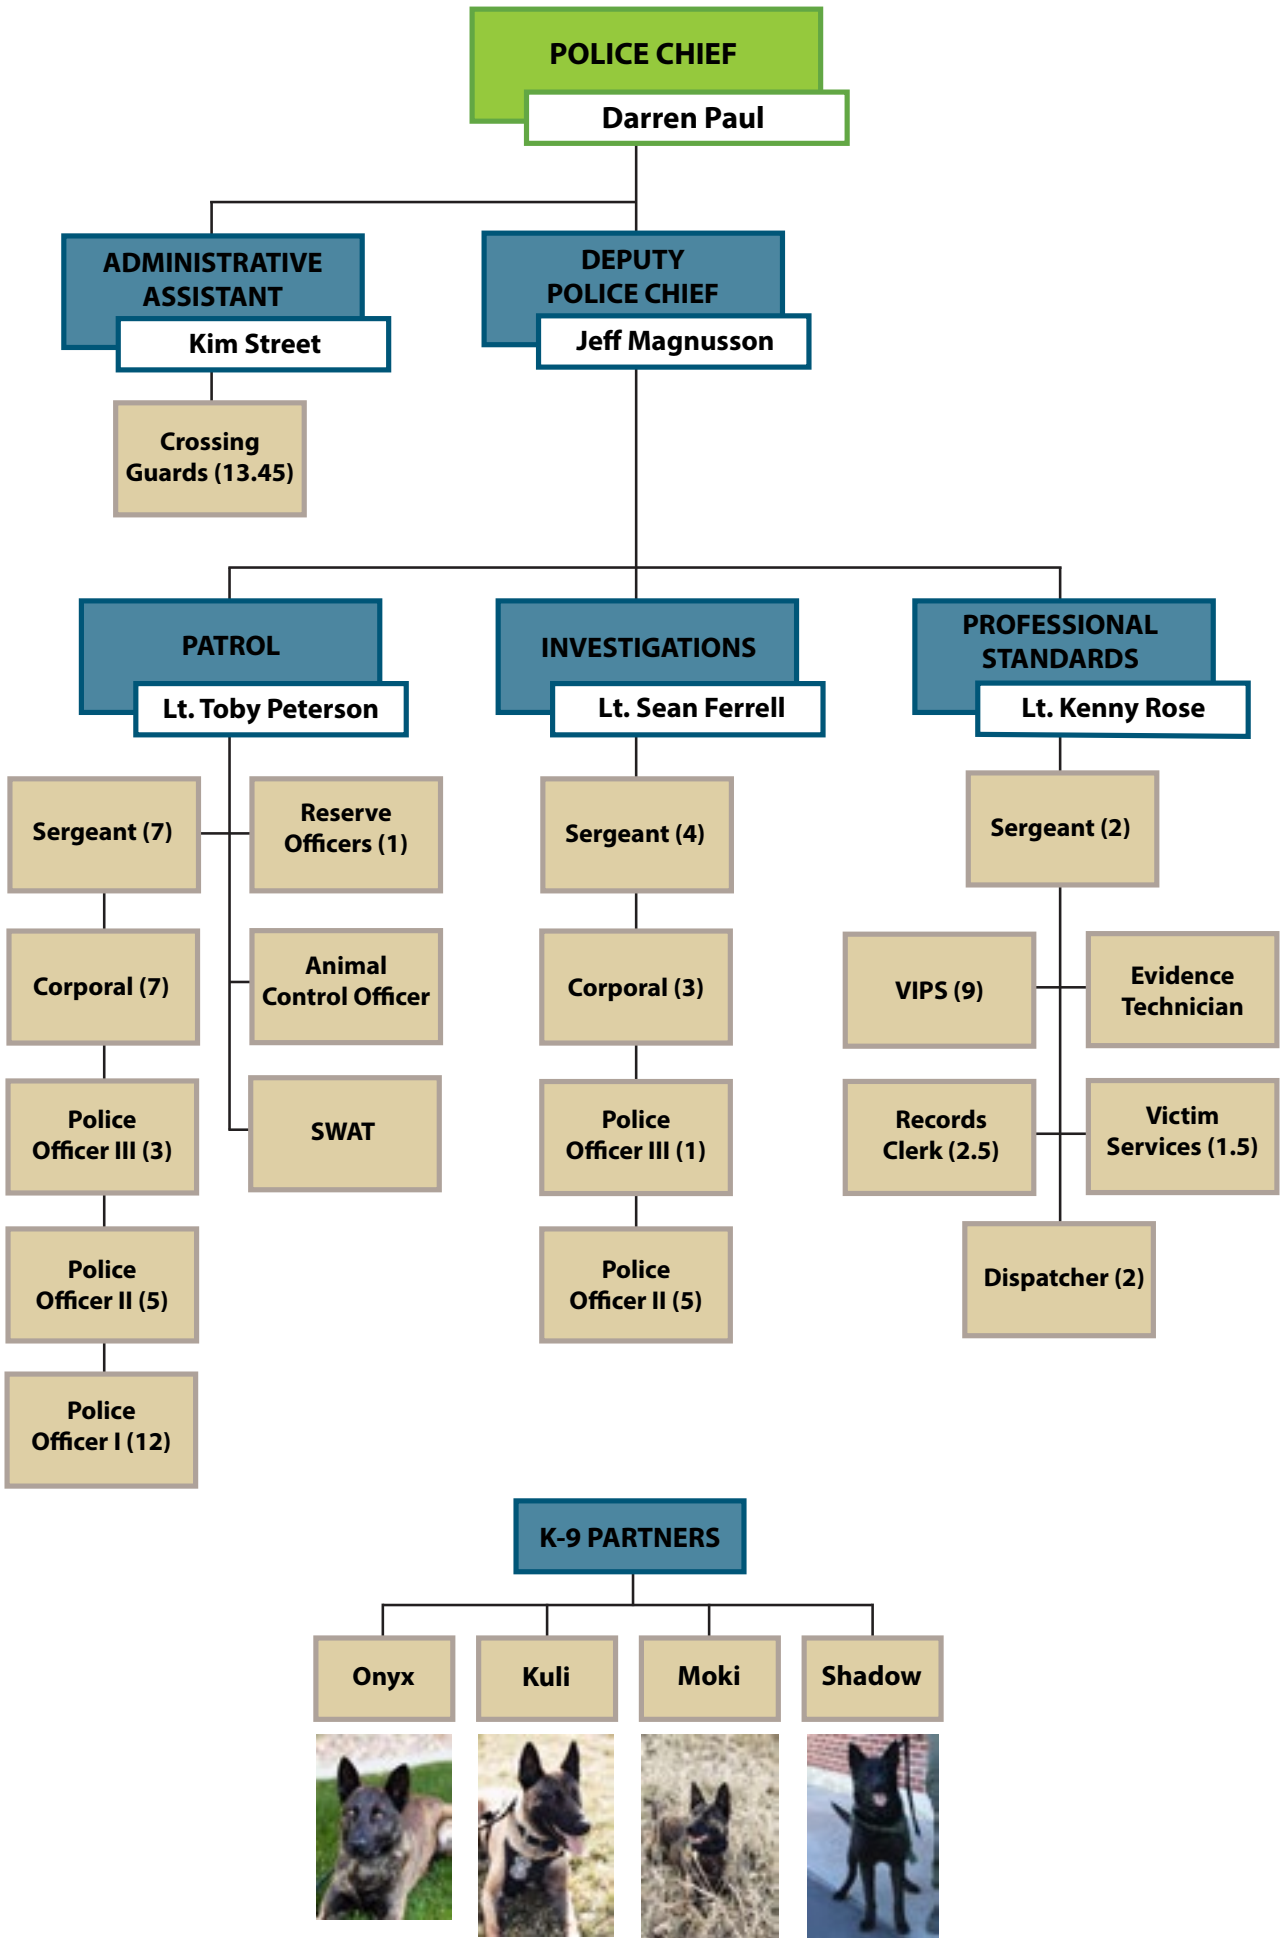 POLICE CHIEF
Darren Paul
ADMINISTRATIVE
ASSISTANT
Kim Street
DEPUTY
POLICE CHIEF
Jeff Magnusson
Crossing
Guards (13.45)
PATROL
Lt. Toby Peterson
INVESTIGATIONS
Lt. Sean Ferrell
PROFESSIONAL
STANDARDS
Lt. Kenny Rose
Sergeant (7)
Reserve
Officers (1)
Sergeant (4)
Sergeant (2)
Corporal (7)
Animal
Control Officer
Corporal (3)
VIPS (9)
Evidence
Technician
Police
Officer III (3)
SWAT
Police
Officer III (1)
Records
Clerk (2.5)
Victim
Services (1.5)
Police
Officer II (5)
Police
Officer II (5)
Dispatcher (2)
Police
Officer I (12)
K-9 PARTNERS
Onyx
Kuli
Moki
Shadow